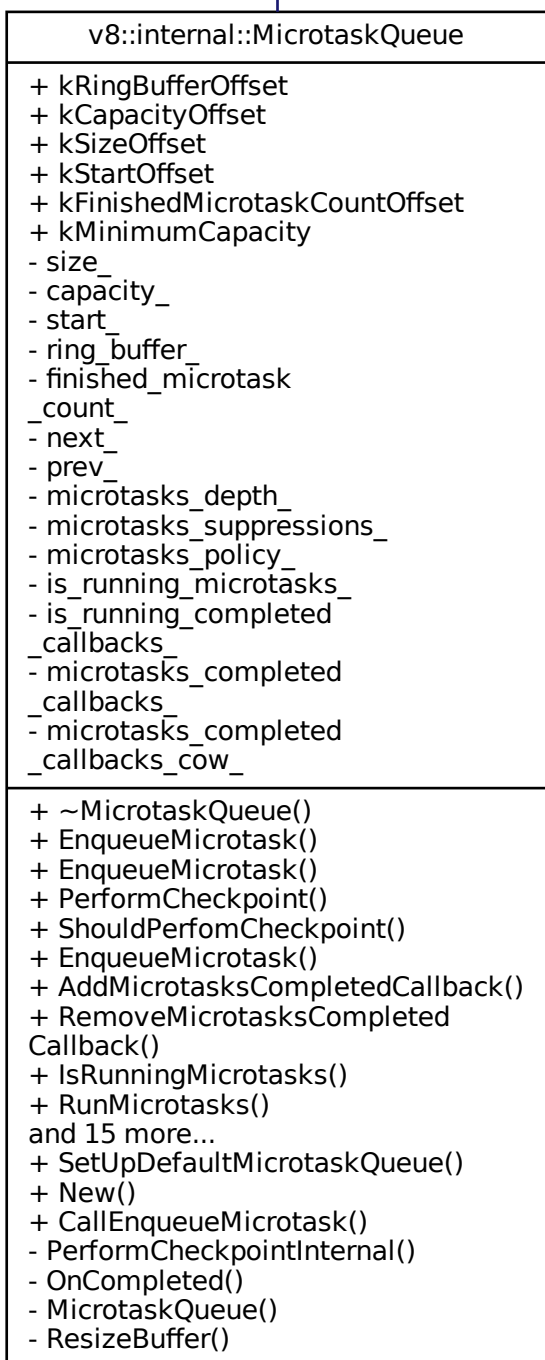 v8::internal::MicrotaskQueue
+ kRingBufferOffset
+ kCapacityOffset
+ kSizeOffset
+ kStartOffset
+ kFinishedMicrotaskCountOffset
+ kMinimumCapacity
- size_
- capacity_
- start_
- ring_buffer_
- finished_microtask
_count_
- next_
- prev_
- microtasks_depth_
- microtasks_suppressions_
- microtasks_policy_
- is_running_microtasks_
- is_running_completed
_callbacks_
- microtasks_completed
_callbacks_
- microtasks_completed
_callbacks_cow_
+ ~MicrotaskQueue()
+ EnqueueMicrotask()
+ EnqueueMicrotask()
+ PerformCheckpoint()
+ ShouldPerfomCheckpoint()
+ EnqueueMicrotask()
+ AddMicrotasksCompletedCallback()
+ RemoveMicrotasksCompleted
Callback()
+ IsRunningMicrotasks()
+ RunMicrotasks()
and 15 more...
+ SetUpDefaultMicrotaskQueue()
+ New()
+ CallEnqueueMicrotask()
- PerformCheckpointInternal()
- OnCompleted()
- MicrotaskQueue()
- ResizeBuffer()